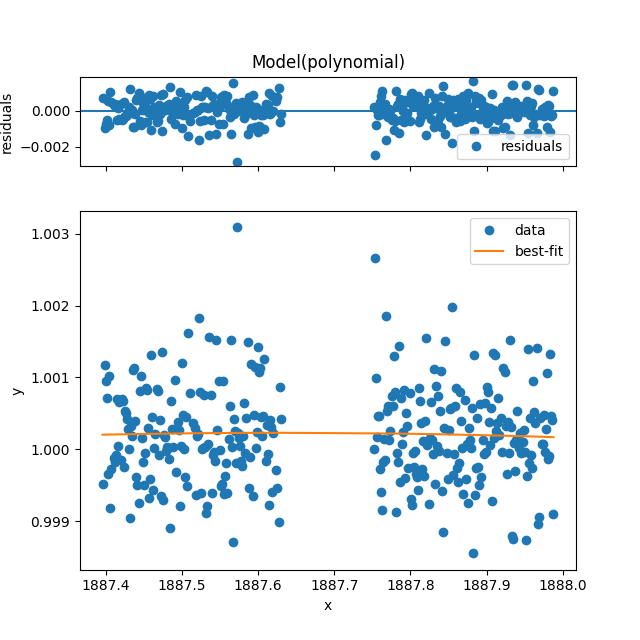 Model(polynomial)
residuals
0.000
−0.002
residuals
y
1.003
1.002
1.001
1.000
0.999
data
best-fit
1887.4 1887.5 1887.6 1887.7 1887.8 1887.9 1888.0
x